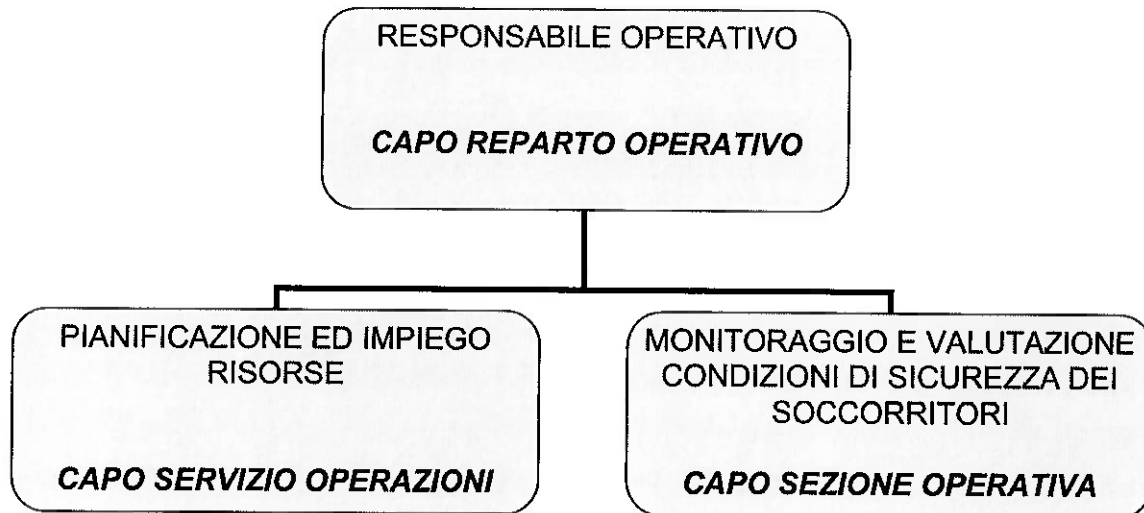 RESPONSABILE OPERATIVO
CAPO REPARTO OPERATIVO
PIANIFICAZIONE ED IMPIEGO
RISORSE
CAPO SERVIZIO OPERAZIONI
MONITORAGGIO E VALUTAZIONE
CONDIZIONI DI SICUREZZA DEI
SOCCORRITORI
CAPO SEZIONE OPERATIVA